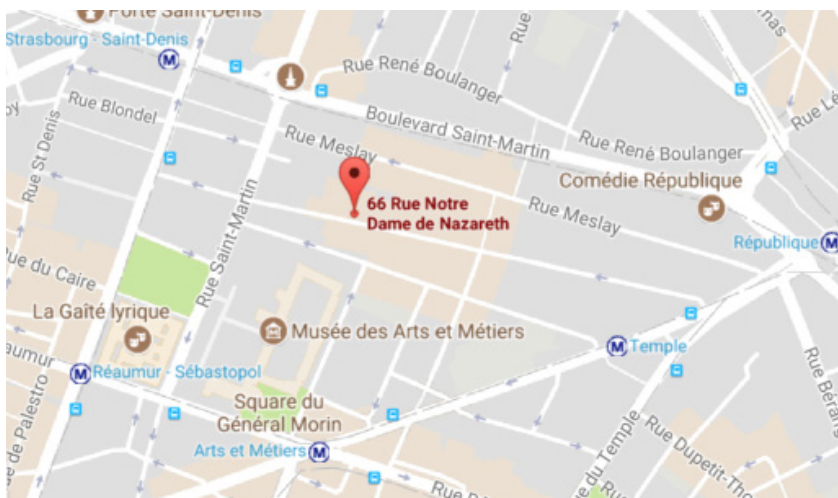 Porte Saint-Denis
Strasbourg - Saint-Denis
Rue René Boulanger
Rue Blondel
Boulevard Saint-Martin
Rue St Denis
Rue Meslay
Rue René Boulanger
Comédie République
66 Rue Notre
Dame de Nazareth
Rue Meslay
Rue Saint-Martin
République
Rue du Caire
La Gaîté lyrique
Musée des Arts et Métiers
Temple
Réaumur - Sébastopol
Square du
Général Morin
Arts et Métiers
de Palestro
du Temple